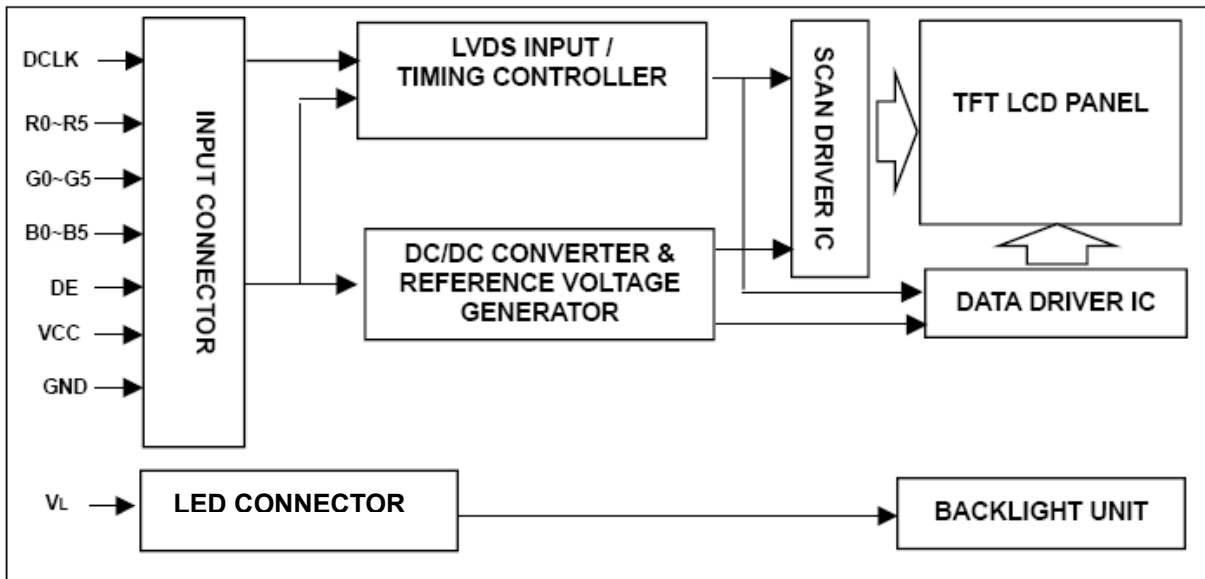 DCLK
R0~R5
G0~G5
B0~B5
DE
VCC
GND
INPUT CONNECTOR
LVDS INPUT /
TIMING CONTROLLER
DC/DC CONVERTER &
REFERENCE VOLTAGE
GENERATOR
SCAN DRIVER IC
TFT LCD PANEL
DATA DRIVER IC
VL
LED CONNECTOR
BACKLIGHT UNIT